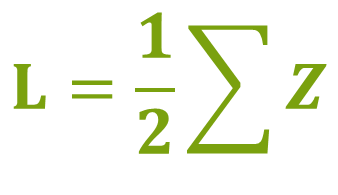 L = 1/2 ∑ Z